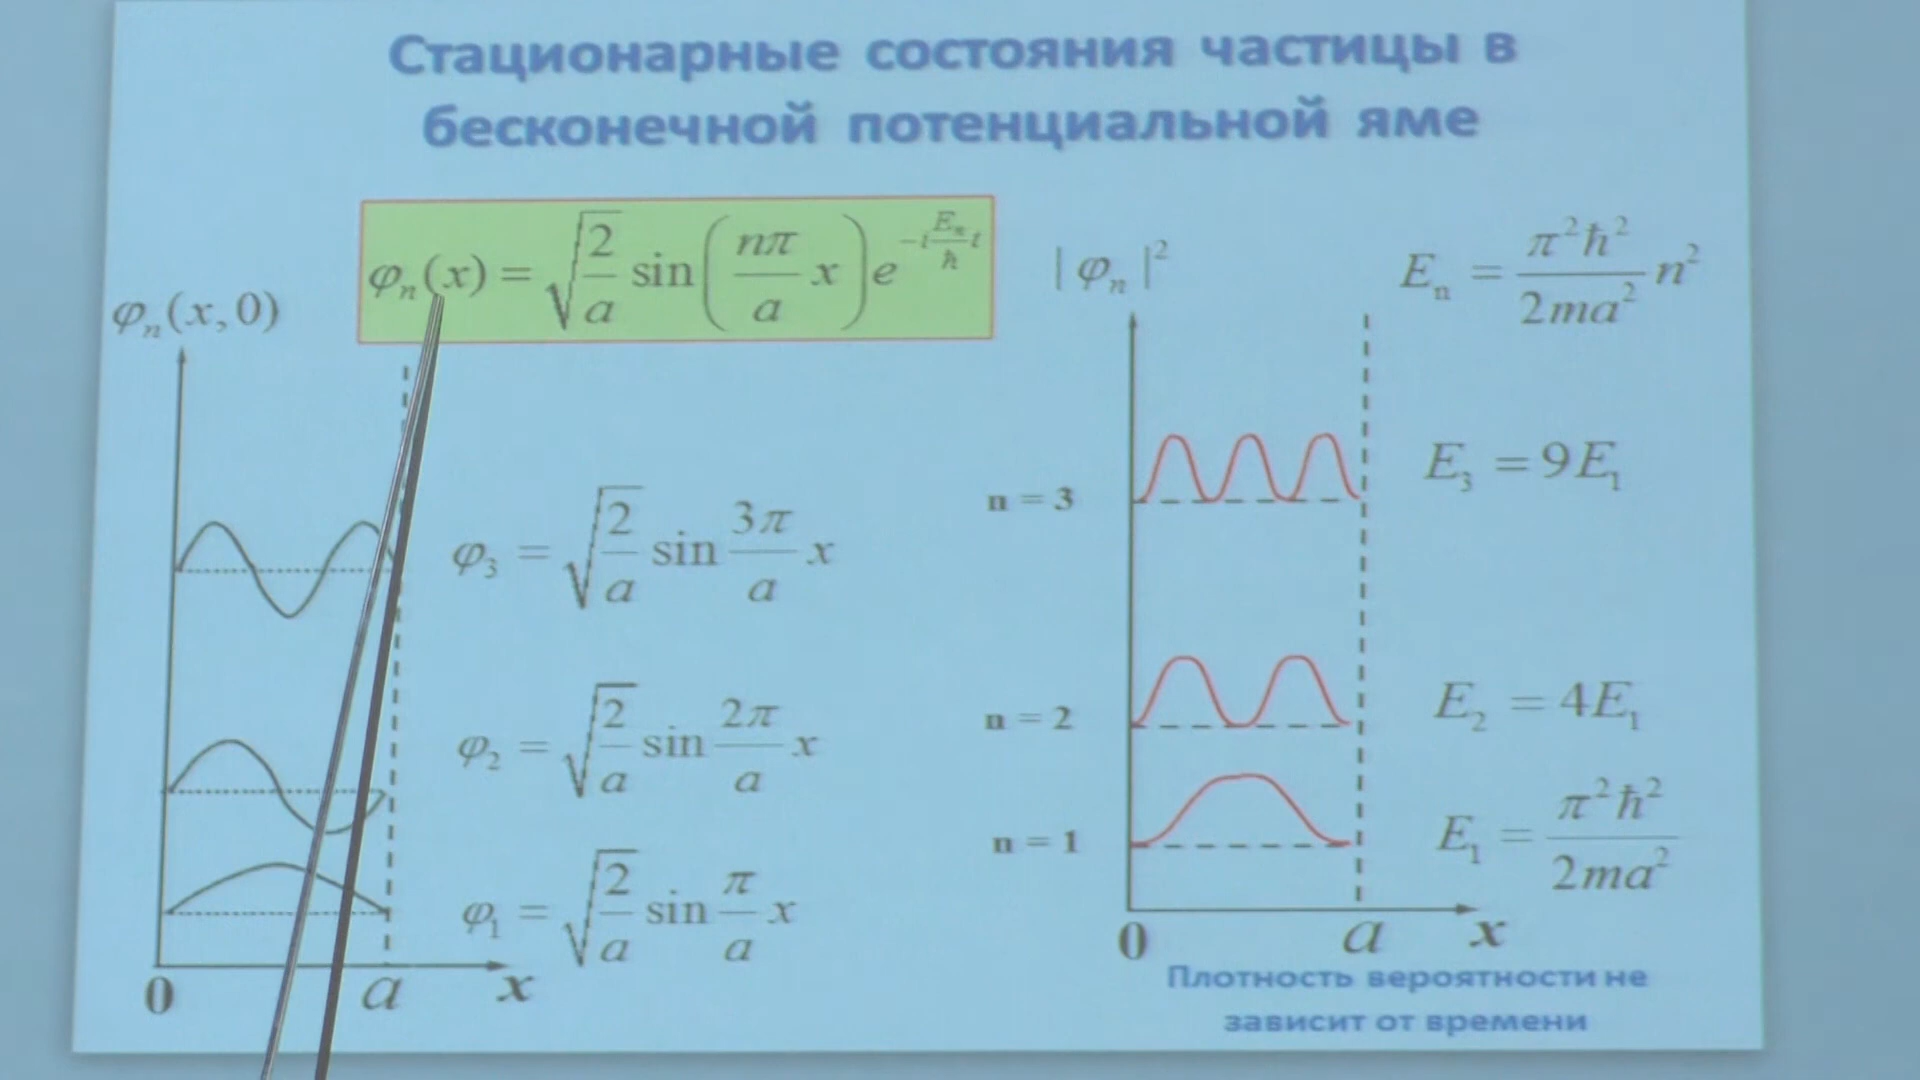 Стационарные состояния частицы в
бесконечной потенциальной яме
φₙ(x) = √(2/a) sin(nπ/a x) e^(-i Eₙ/ħ t)
φₙ(x,0)
φ₃ = √(2/a) sin 3π/a x
φ₂ = √(2/a) sin 2π/a x
φ₁ = √(2/a) sin π/a x
0 a x
|φₙ|²
Eₙ = π²ħ²/2ma² n²
n = 3
E₃ = 9E₁
n = 2
E₂ = 4E₁
n = 1
E₁ = π²ħ²/2ma²
0 a x
Плотность вероятности не
зависит от времени